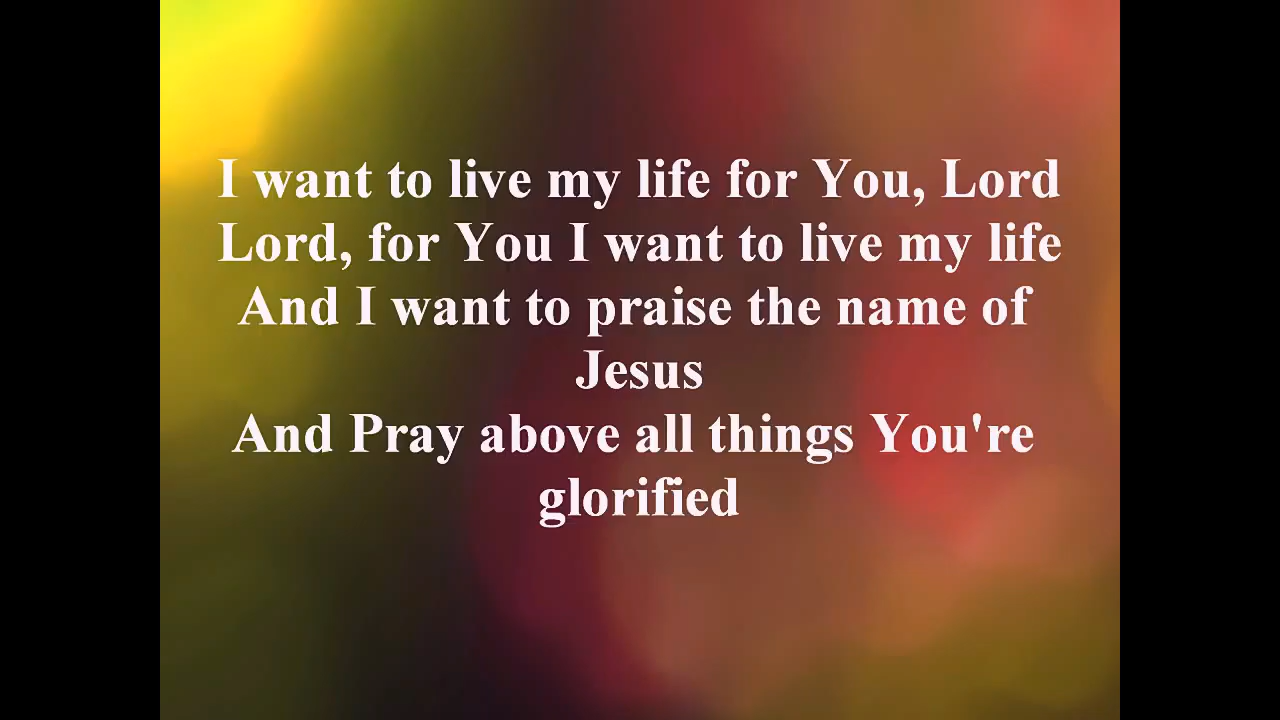 I want to live my life for You, Lord
Lord, for You I want to live my life
And I want to praise the name of
Jesus
And Pray above all things You're
glorified